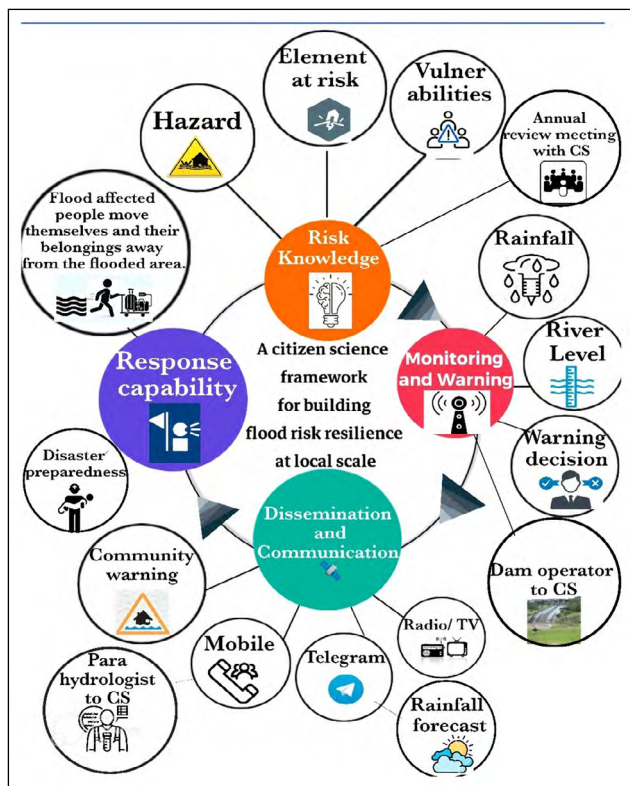 Element
at risk
Vulner
abilities
Hazard
Annual
review meeting
with CS
Flood affected
people move
themselves and their
belongings away
from the flooded area.
Risk
Knowledge
Rainfall
River
Level
Response
capability
A citizen science
framework
for building
flood risk resilience
at local scale
Monitoring
and Warning
Warning
decision
Disaster
preparedness
Dissemination
and
Communication
Dam operator
to CS
Community
warning
Mobile
Telegram
Radio/ TV
Para
hydrologist
to CS
Rainfall
forecast